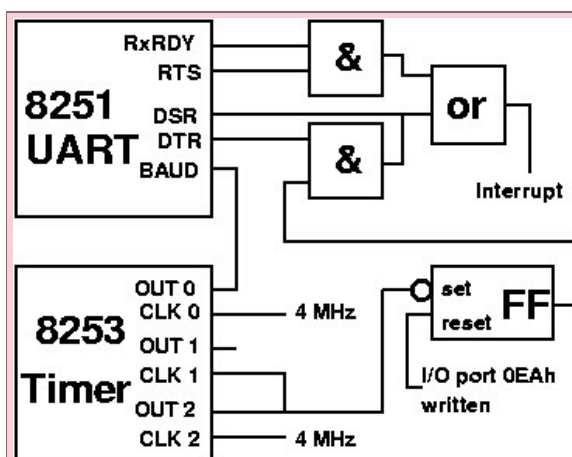 RxRDY
RTS
8251
UART
DSR
DTR
BAUD
&
&
or
Interrupt
8253
Timer
OUT 0
CLK 0
4 MHz
OUT 1
CLK 1
OUT 2
CLK 2
4 MHz
set
reset
FF
I/O port 0EAh
written